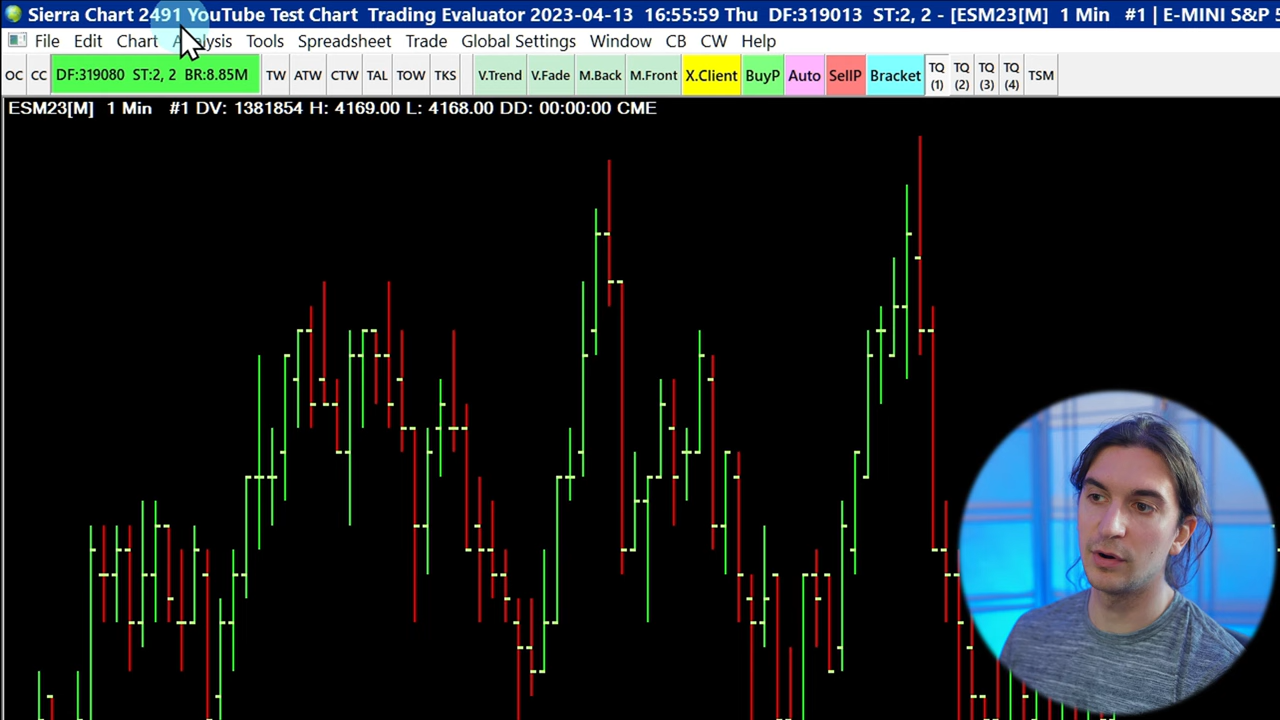 Sierra Chart 2491 YouTube Test Chart Trading Evaluator 2023-04-13 16:55:59 Thu DF:319013 ST:2, 2 - [ESM23[M] 1 Min #1 | E-MINI S&P
File Edit Chart Analysis Tools Spreadsheet Trade Global Settings Window CB CW Help
OC CC DF:319080 ST:2, 2 BR:8.85M TW ATW CTW TAL TOW TKS V.Trend V.Fade M.Back M.Front X.Client BuyP Auto SellP Bracket TQ (1) TQ (2) TQ (3) TQ (4) TSM
ESM23[M] 1 Min #1 DV: 1381854 H: 4169.00 L: 4168.00 DD: 00:00:00 CME